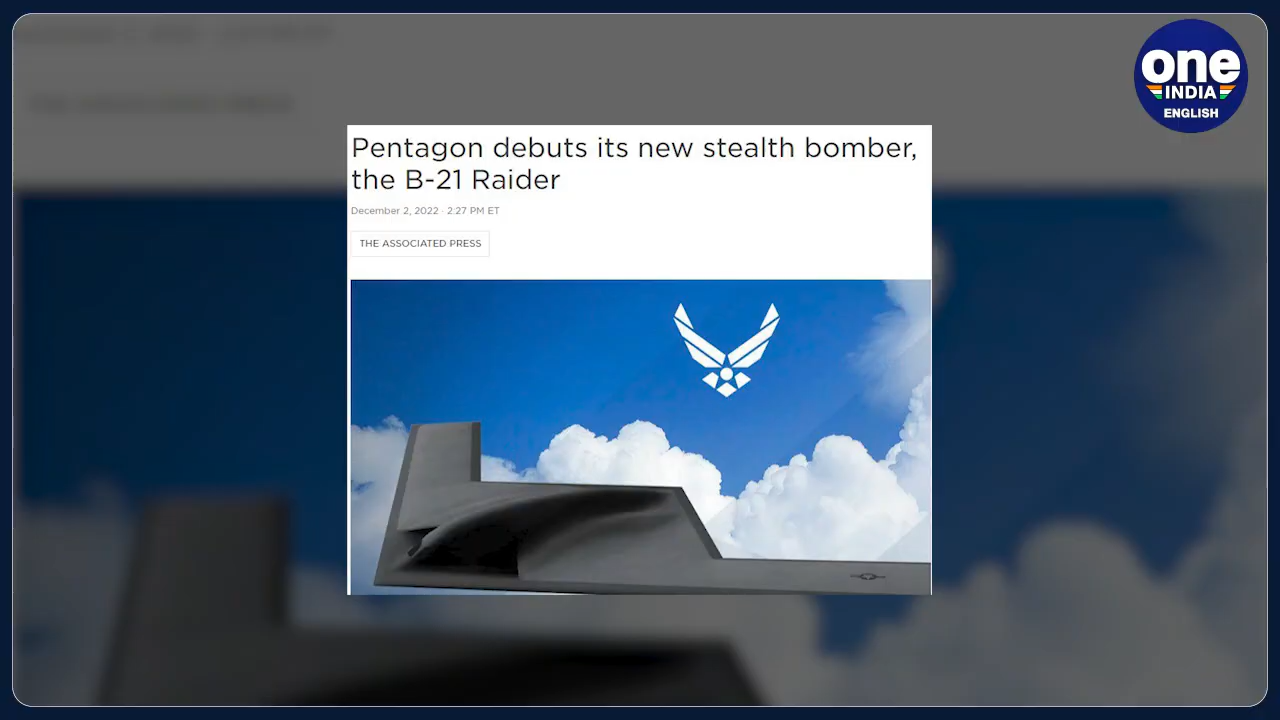 one
INDIA
ENGLISH
Pentagon debuts its new stealth bomber,
the B-21 Raider
December 2, 2022 · 2:27 PM ET
THE ASSOCIATED PRESS